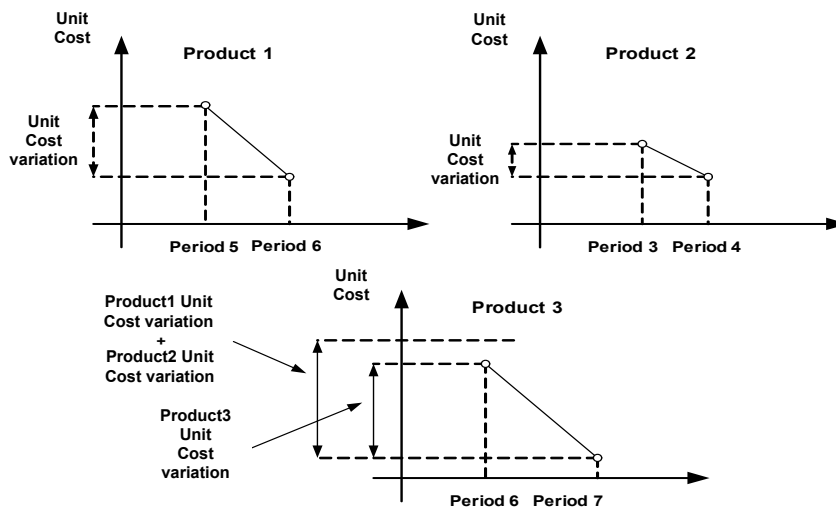 Unit
Cost
Product 1
Unit
Cost
variation
Period 5 Period 6
Unit
Cost
Product 2
Unit
Cost
variation
Period 3 Period 4
Unit
Cost
Product 3
Product1 Unit
Cost variation
+
Product2 Unit
Cost variation
Product3
Unit
Cost
variation
Period 6 Period 7